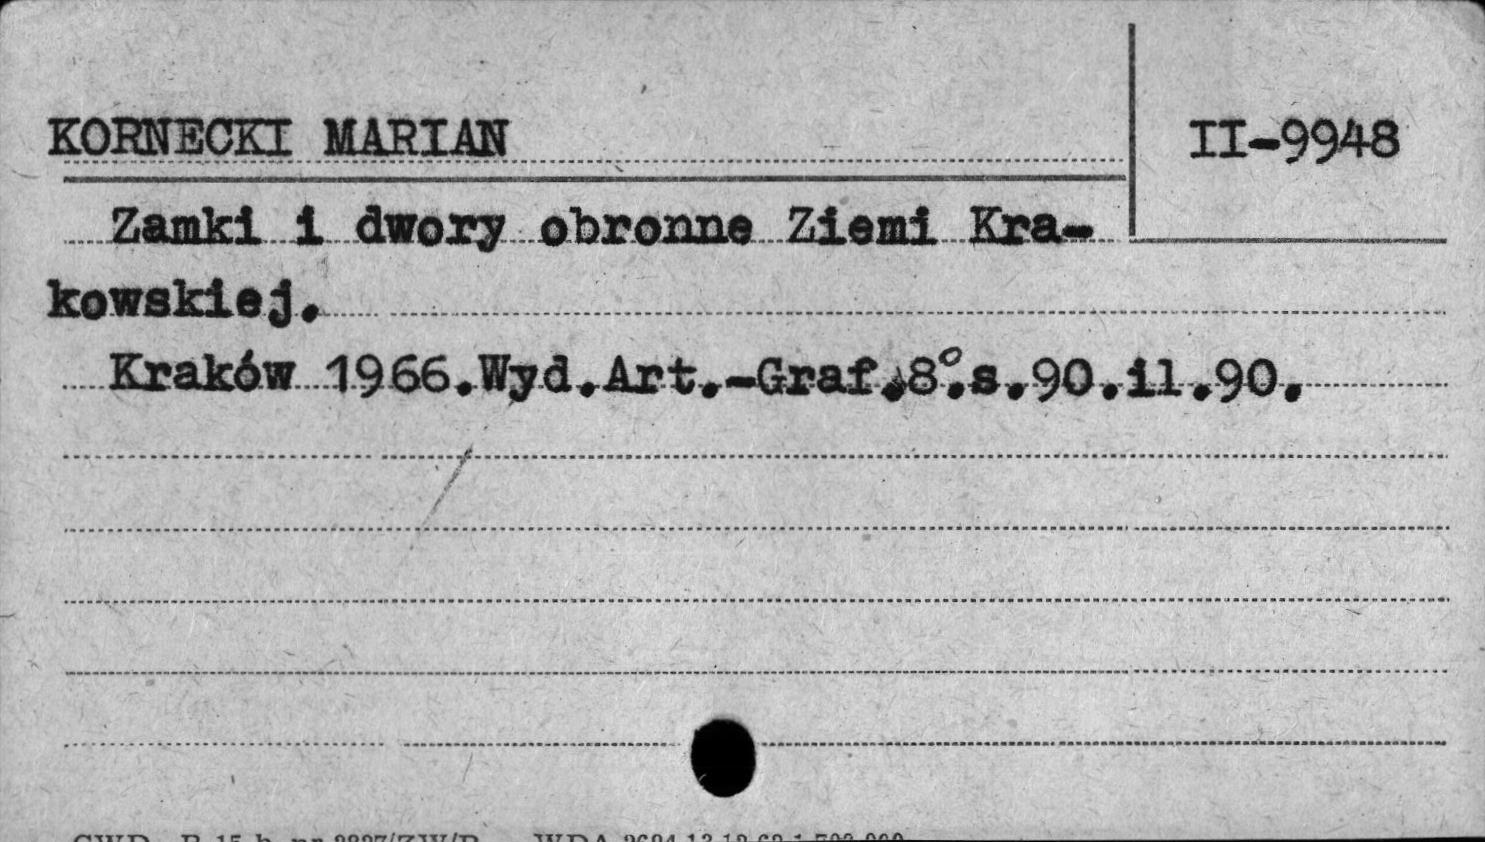 KORNECKI MARIAN
II-9948
Zamki i dwory obronne Ziemi Kra-
kowskiej.
Kraków 1966.Wyd.Art.-Graf.8°.s.90.il.90.